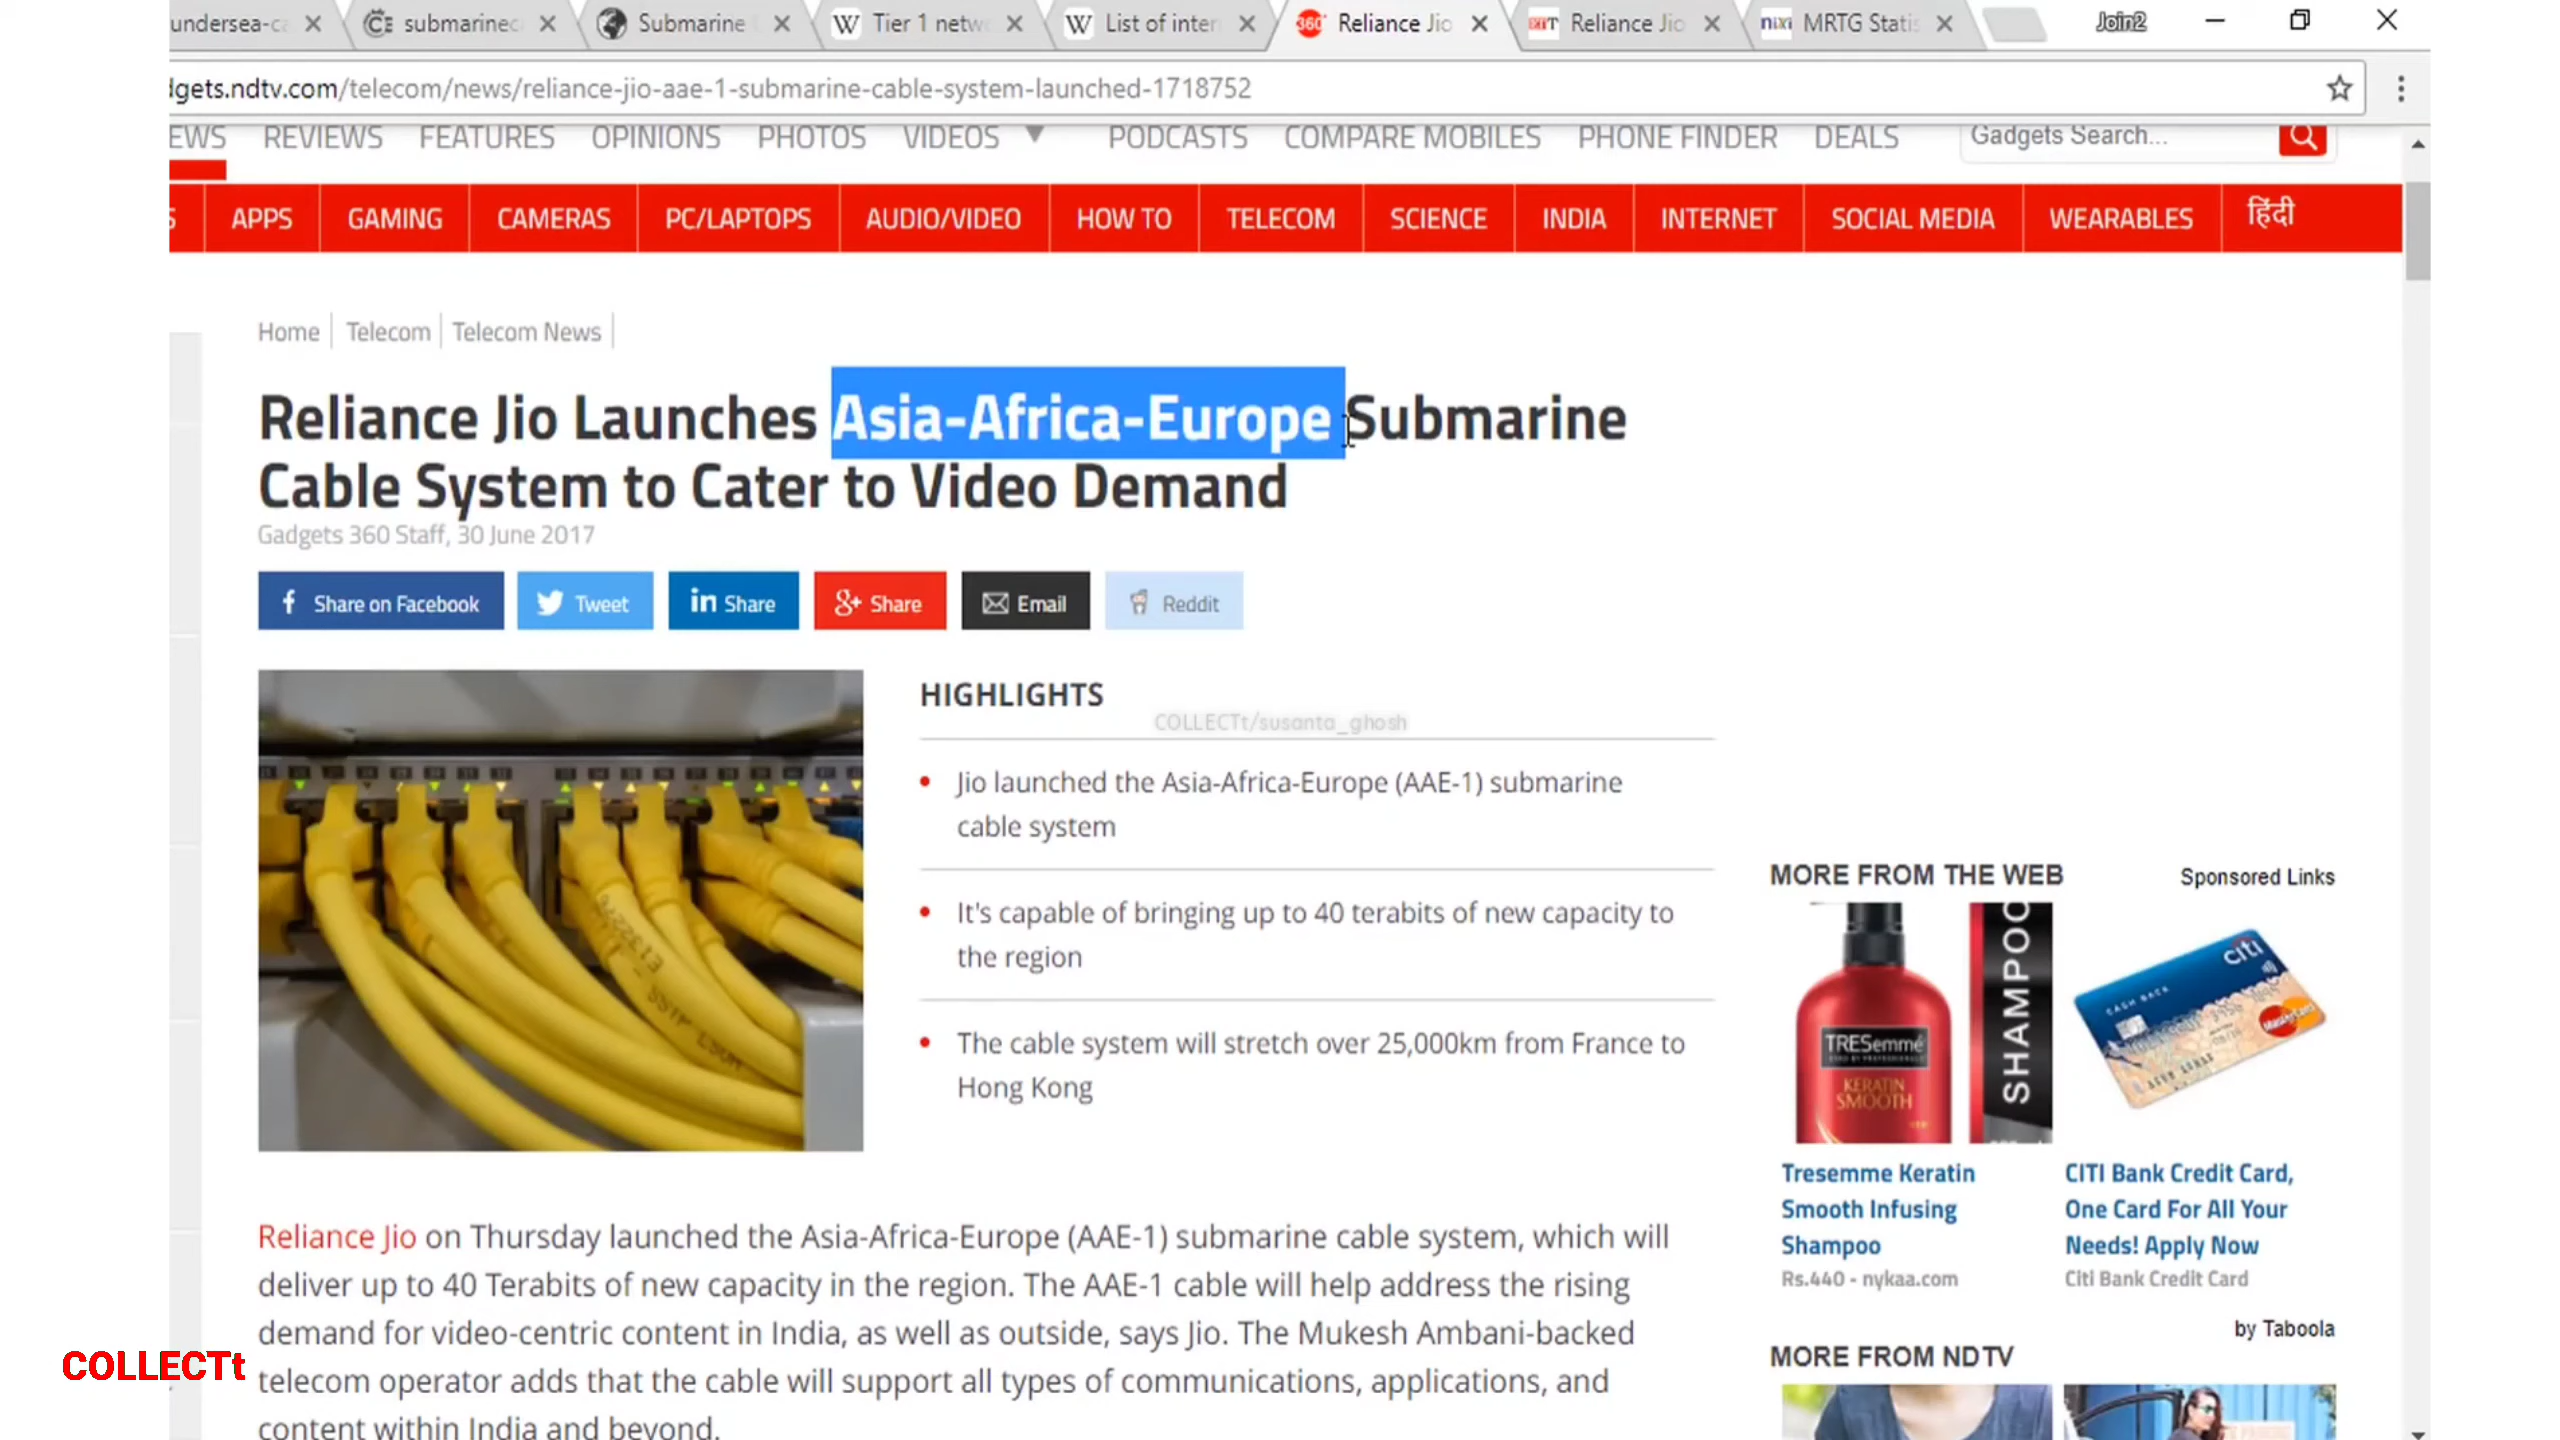 undersea-ca
submarinec
Submarine
Tier 1 netw
List of inter
Reliance Jio
Reliance Jio
MRTG Statis
Join2
dgets.ndtv.com/telecom/news/reliance-jio-aae-1-submarine-cable-system-launched-1718752
EWS REVIEWS FEATURES OPINIONS PHOTOS VIDEOS PODCASTS COMPARE MOBILES PHONE FINDER DEALS
Gadgets Search...
S APPS GAMING CAMERAS PC/LAPTOPS AUDIO/VIDEO HOW TO TELECOM SCIENCE INDIA INTERNET SOCIAL MEDIA WEARABLES हिंदी
Home Telecom Telecom News
Reliance Jio Launches Asia-Africa-Europe Submarine
Cable System to Cater to Video Demand
Gadgets 360 Staff, 30 June 2017
Share on Facebook
Tweet
in Share
8+ Share
Email
Reddit
HIGHLIGHTS
COLLECTt/susanta_ghosh
Jio launched the Asia-Africa-Europe (AAE-1) submarine
cable system
It's capable of bringing up to 40 terabits of new capacity to
the region
The cable system will stretch over 25,000km from France to
Hong Kong
Reliance Jio on Thursday launched the Asia-Africa-Europe (AAE-1) submarine cable system, which will
deliver up to 40 Terabits of new capacity in the region. The AAE-1 cable will help address the rising
demand for video-centric content in India, as well as outside, says Jio. The Mukesh Ambani-backed
telecom operator adds that the cable will support all types of communications, applications, and
content within India and beyond.
MORE FROM THE WEB
Sponsored Links
TRESemmé
KERATIN
SMOOTH
SHAMPOO
citi
CASH BACK
MasterCard
Tresemme Keratin
Smooth Infusing
Shampoo
Rs.440 - nykaa.com
CITI Bank Credit Card,
One Card For All Your
Needs! Apply Now
Citi Bank Credit Card
by Taboola
MORE FROM NDTV
COLLECTt